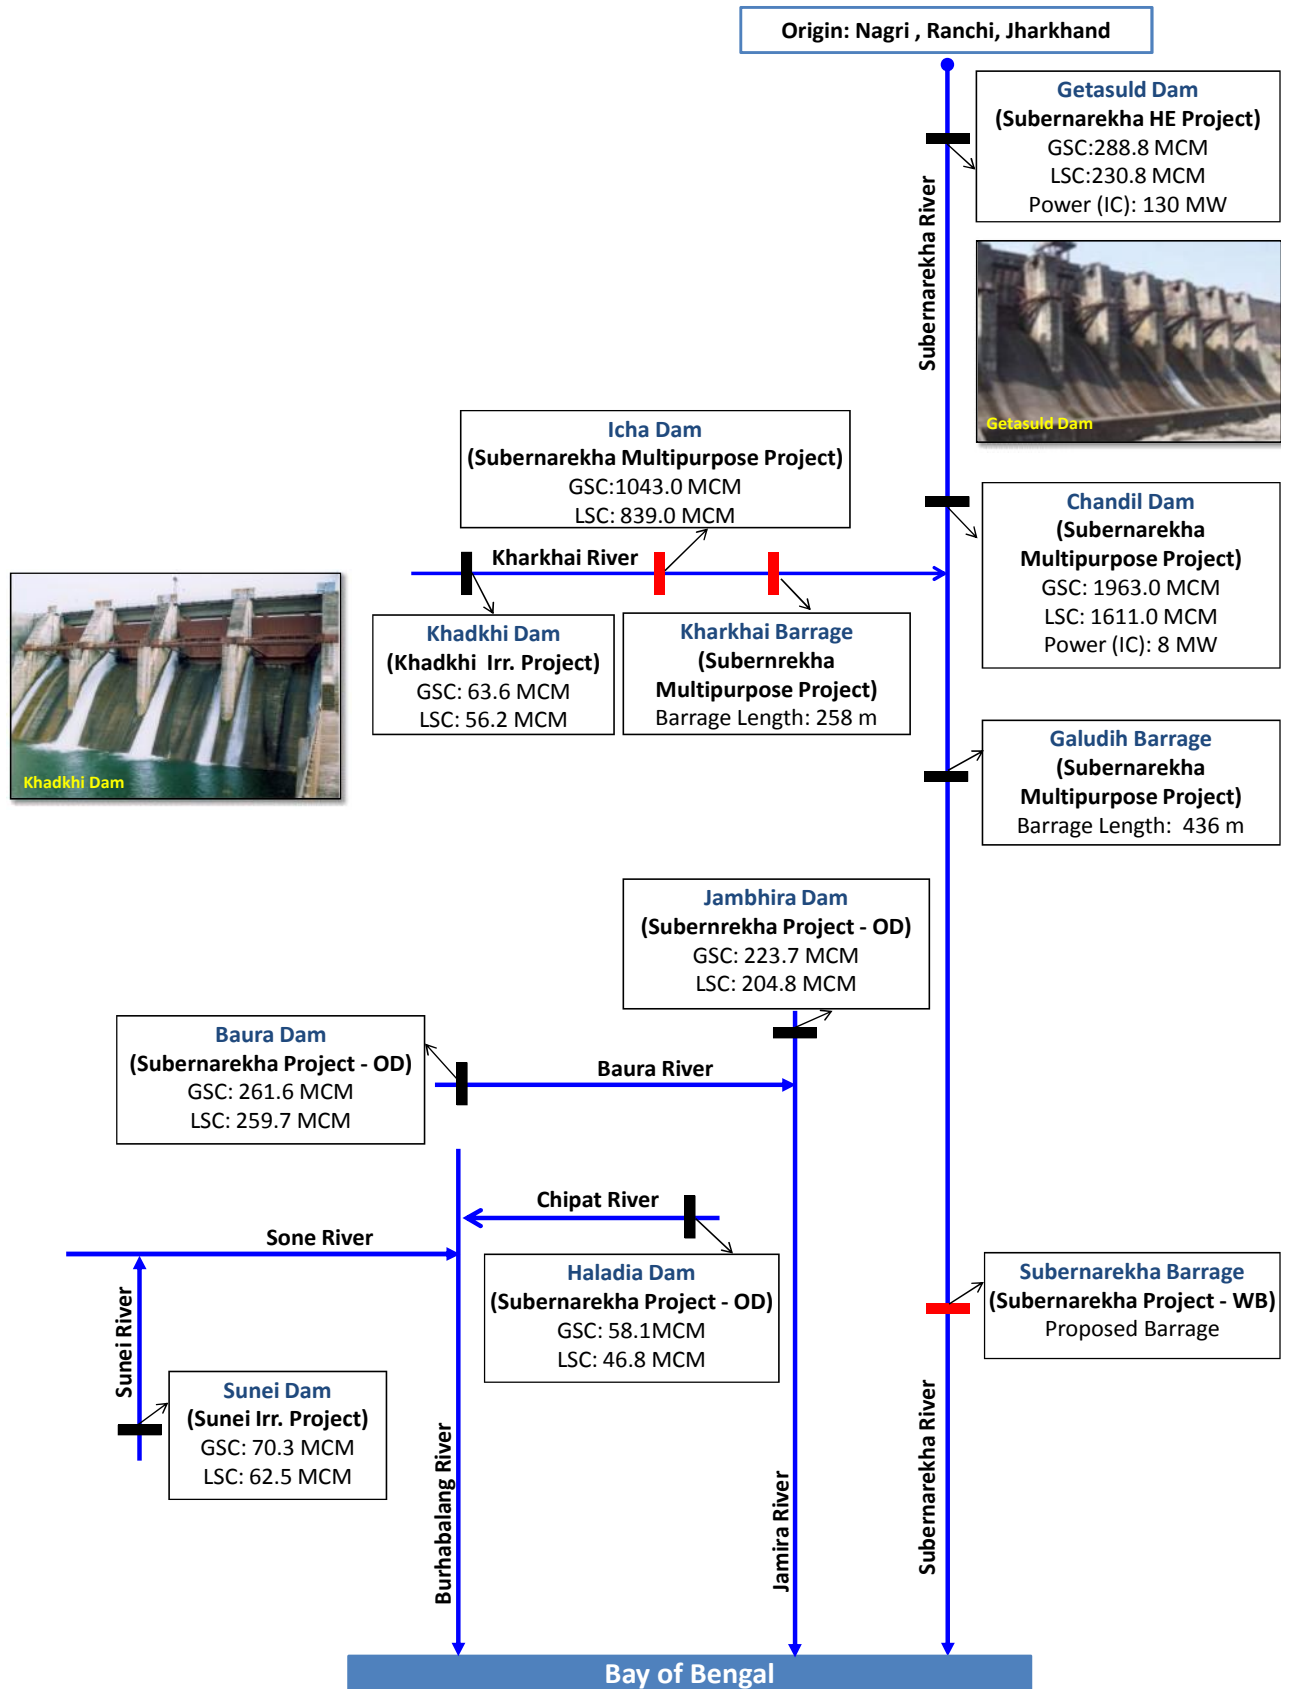 Origin: Nagri , Ranchi, Jharkhand
Getasuld Dam
(Subernarekha HE Project)
GSC:288.8 MCM
LSC:230.8 MCM
Power (IC): 130 MW
Subernarekha River
Getasuld Dam
Icha Dam
(Subernarekha Multipurpose Project)
GSC:1043.0 MCM
LSC: 839.0 MCM
Chandil Dam
(Subernarekha
Multipurpose Project)
GSC: 1963.0 MCM
LSC: 1611.0 MCM
Power (IC): 8 MW
Kharkhai River
Khadkhi Dam
Khadkhi Dam
(Khadkhi Irr. Project)
GSC: 63.6 MCM
LSC: 56.2 MCM
Kharkhai Barrage
(Subernrekha
Multipurpose Project)
Barrage Length: 258 m
Galudih Barrage
(Subernarekha
Multipurpose Project)
Barrage Length: 436 m
Jambhira Dam
(Subernrekha Project - OD)
GSC: 223.7 MCM
LSC: 204.8 MCM
Baura Dam
(Subernarekha Project - OD)
GSC: 261.6 MCM
LSC: 259.7 MCM
Baura River
Chipat River
Sone River
Haladia Dam
(Subernarekha Project - OD)
GSC: 58.1MCM
LSC: 46.8 MCM
Subernarekha Barrage
(Subernarekha Project - WB)
Proposed Barrage
Sunei River
Sunei Dam
(Sunei Irr. Project)
GSC: 70.3 MCM
LSC: 62.5 MCM
Burhabalang River
Jamira River
Subernarekha River
Bay of Bengal